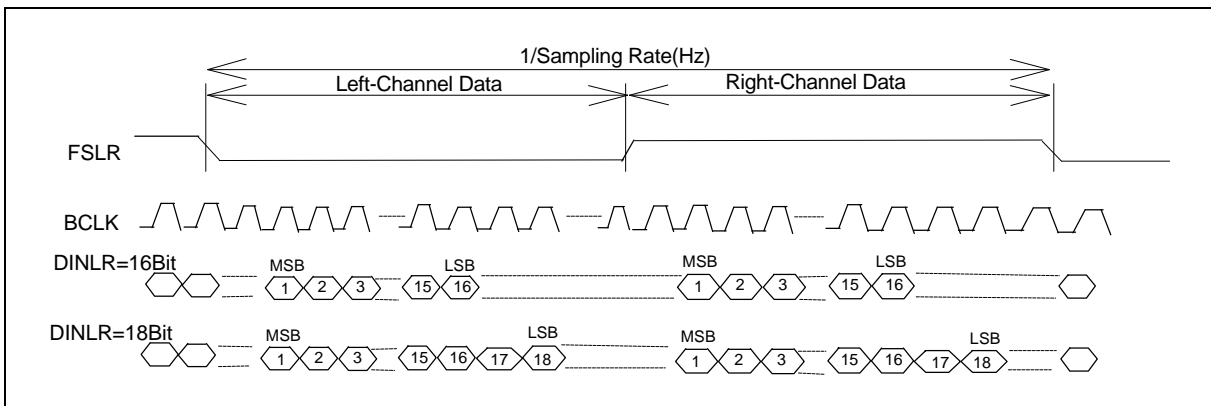 1/Sampling Rate(Hz)
Left-Channel Data Right-Channel Data
FSLR
BCLK
DINLR=16Bit
MSB LSB MSB LSB
1 2 3 15 16 1 2 3 15 16
DINLR=18Bit
MSB LSB MSB LSB
1 2 3 15 16 17 18 1 2 3 15 16 17 18